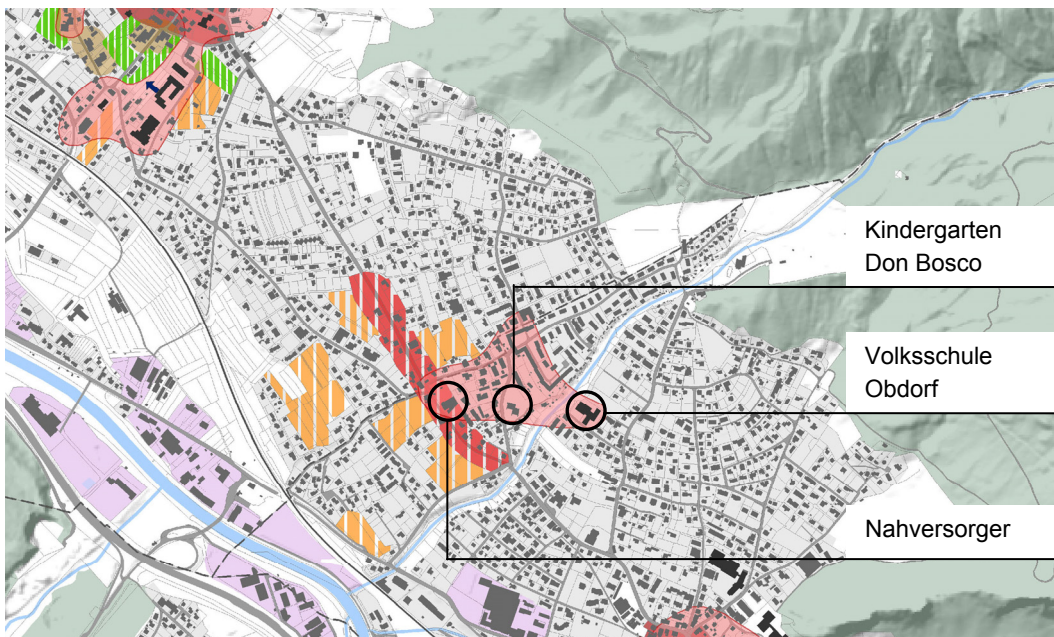 Kindergarten
Don Bosco
Volksschule
Obdorf
Nahversorger